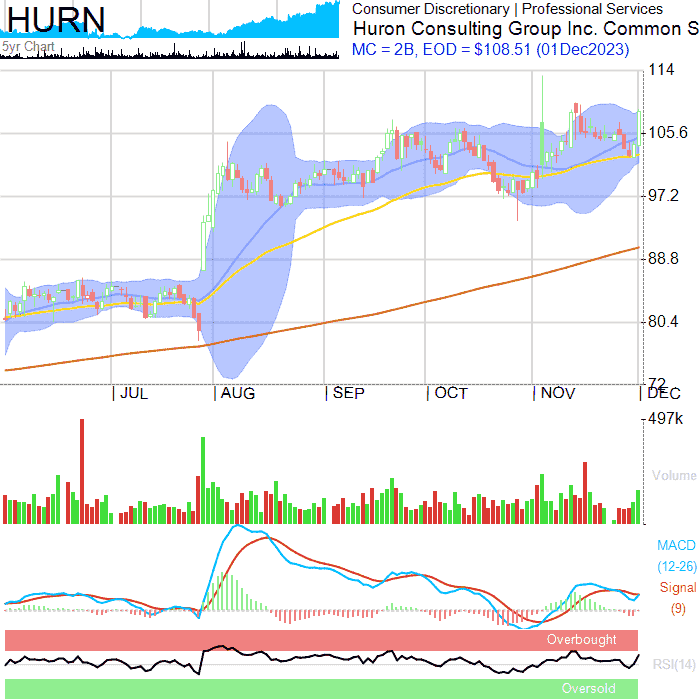 HURN
5yr Chart
Consumer Discretionary | Professional Services
Huron Consulting Group Inc. Common S
MC = 2B, EOD = $108.51 (01Dec2023)
114
105.6
97.2
88.8
80.4
72
JUL
AUG
SEP
OCT
NOV
DEC
497k
Volume
MACD
(12-26)
Signal
(9)
Overbought
RSI(14)
Oversold